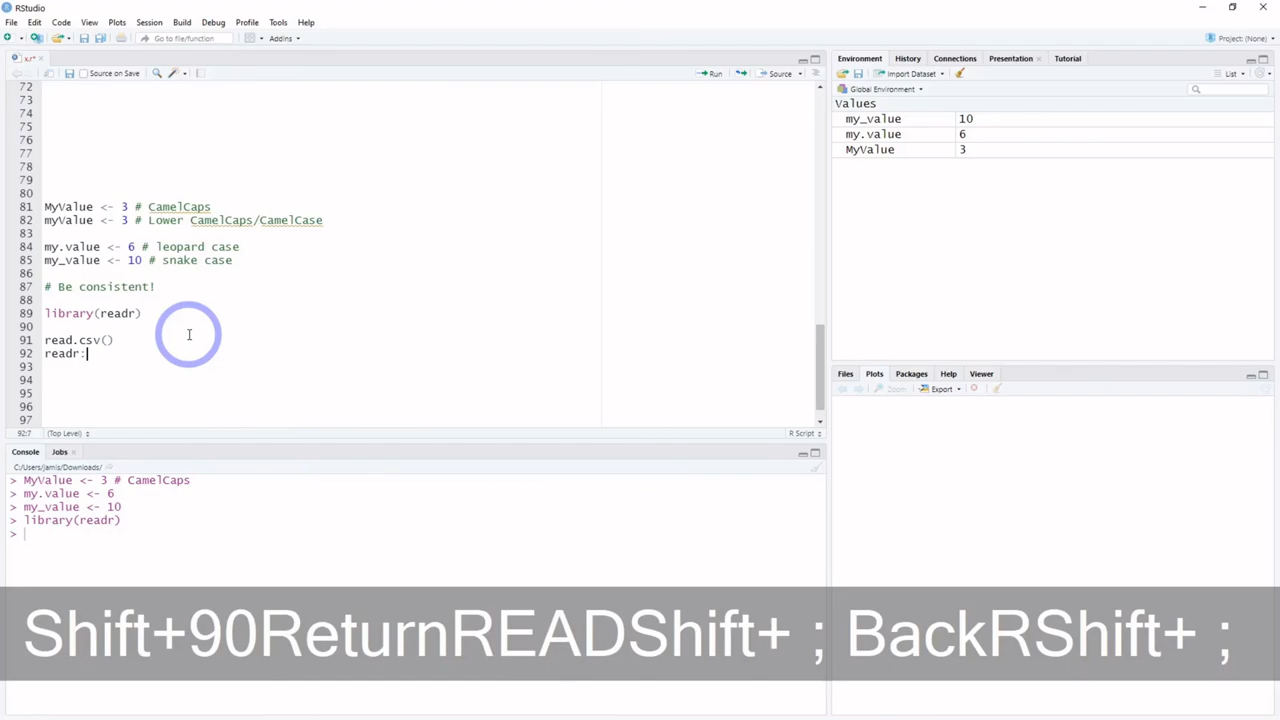 RStudio
File Edit Code View Plots Session Build Debug Profile Tools Help
Go to file/function Addins Project: (None)
x.r*
Source on Save Run Source
72
73
74
75
76
77
78
79
80
81 MyValue <- 3 # CamelCaps
82 myValue <- 3 # Lower CamelCaps/CamelCase
83
84 my.value <- 6 # leopard case
85 my_value <- 10 # snake case
86
87 # Be consistent!
88
89 library(readr)
90
91 read.csv()
92 readr:
93
94
95
96
97
92:7 (Top Level) R Script
Console Jobs
C:/Users/jamis/Downloads/
> MyValue <- 3 # CamelCaps
> my.value <- 6
> my_value <- 10
> library(readr)
>
Environment History Connections Presentation Tutorial
Import Dataset List
Global Environment
Values
my_value 10
my.value 6
MyValue 3
Files Plots Packages Help Viewer
Zoom Export
Shift+90ReturnREADShift+ ; BackRShift+ ;